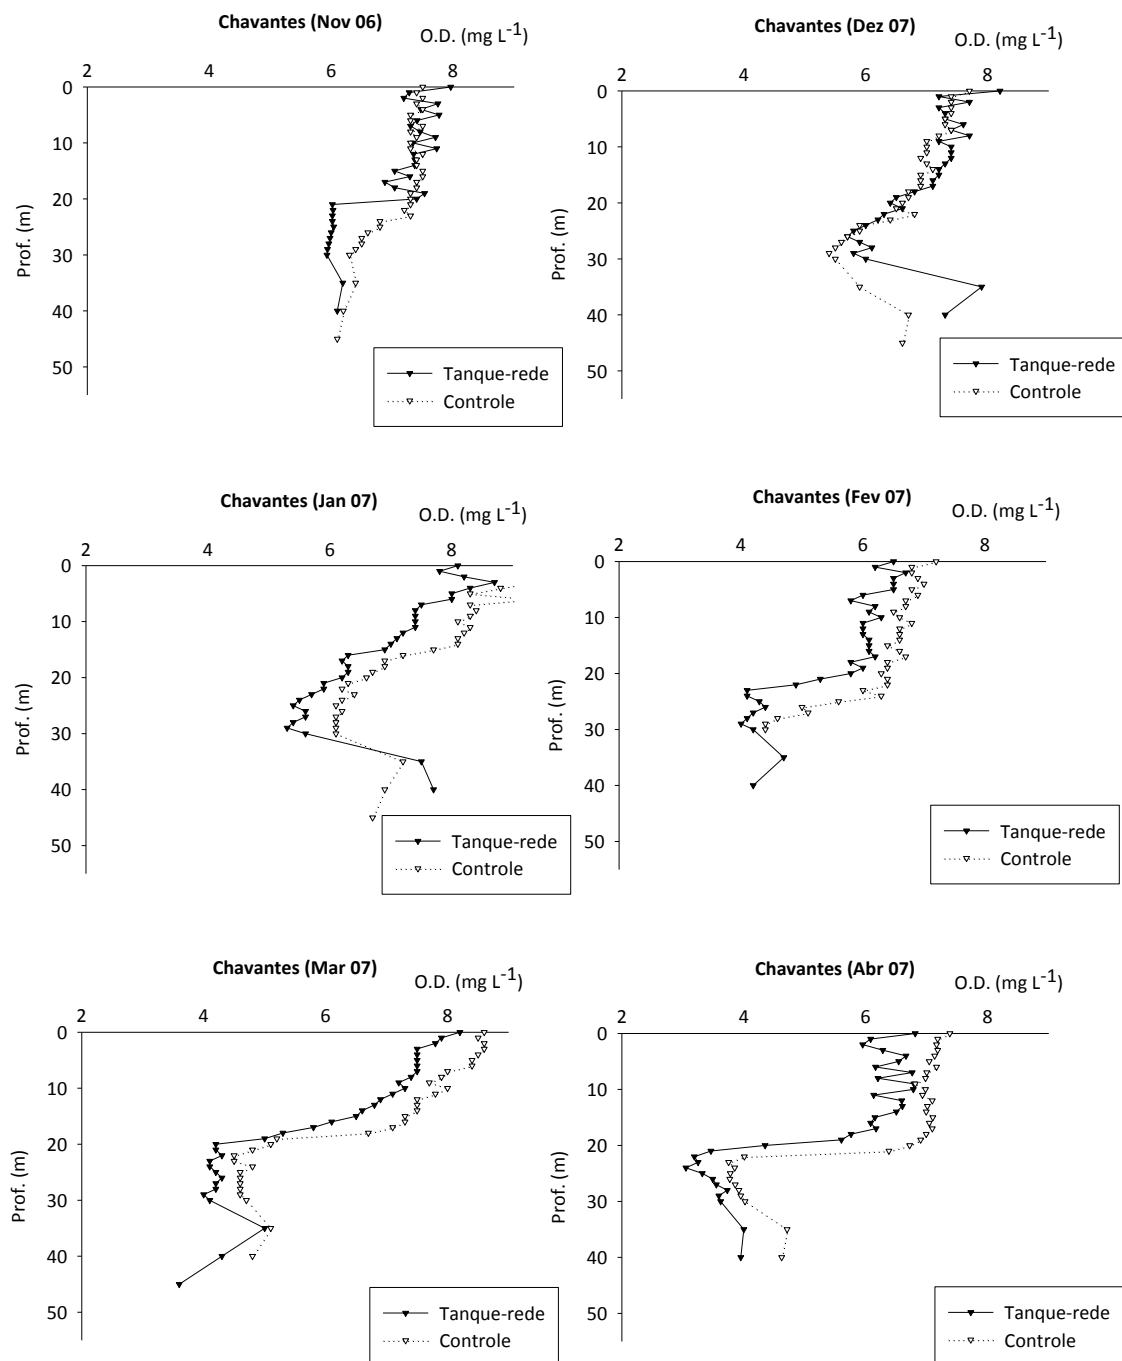 Chavantes (Nov 06)
O.D. (mg L-1)
2 4 6 8
0
10
20
30
40
50
Prof. (m)
Tanque-rede
Controle
Chavantes (Dez 07)
O.D. (mg L-1)
2 4 6 8
0
10
20
30
40
50
Prof. (m)
Tanque-rede
Controle
Chavantes (Jan 07)
O.D. (mg L-1)
2 4 6 8
0
10
20
30
40
50
Prof. (m)
Tanque-rede
Controle
Chavantes (Fev 07)
O.D. (mg L-1)
2 4 6 8
0
10
20
30
40
50
Prof. (m)
Tanque-rede
Controle
Chavantes (Mar 07)
O.D. (mg L-1)
2 4 6 8
0
10
20
30
40
50
Prof. (m)
Tanque-rede
Controle
Chavantes (Abr 07)
O.D. (mg L-1)
2 4 6 8
0
10
20
30
40
50
Prof. (m)
Tanque-rede
Controle